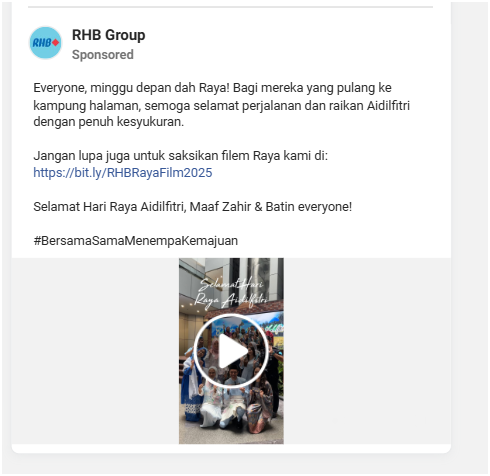 RHB
RHB Group
Sponsored
Everyone, minggu depan dah Raya! Bagi mereka yang pulang ke
kampung halaman, semoga selamat perjalanan dan raikan Aidilfitri
dengan penuh kesyukuran.
Jangan lupa juga untuk saksikan filem Raya kami di:
https://bit.ly/RHBRayaFilm2025
Selamat Hari Raya Aidilfitri, Maaf Zahir & Batin everyone!
#BersamaSamaMenempaKemajuan
Selamat Hari
Raya Aidilfitri